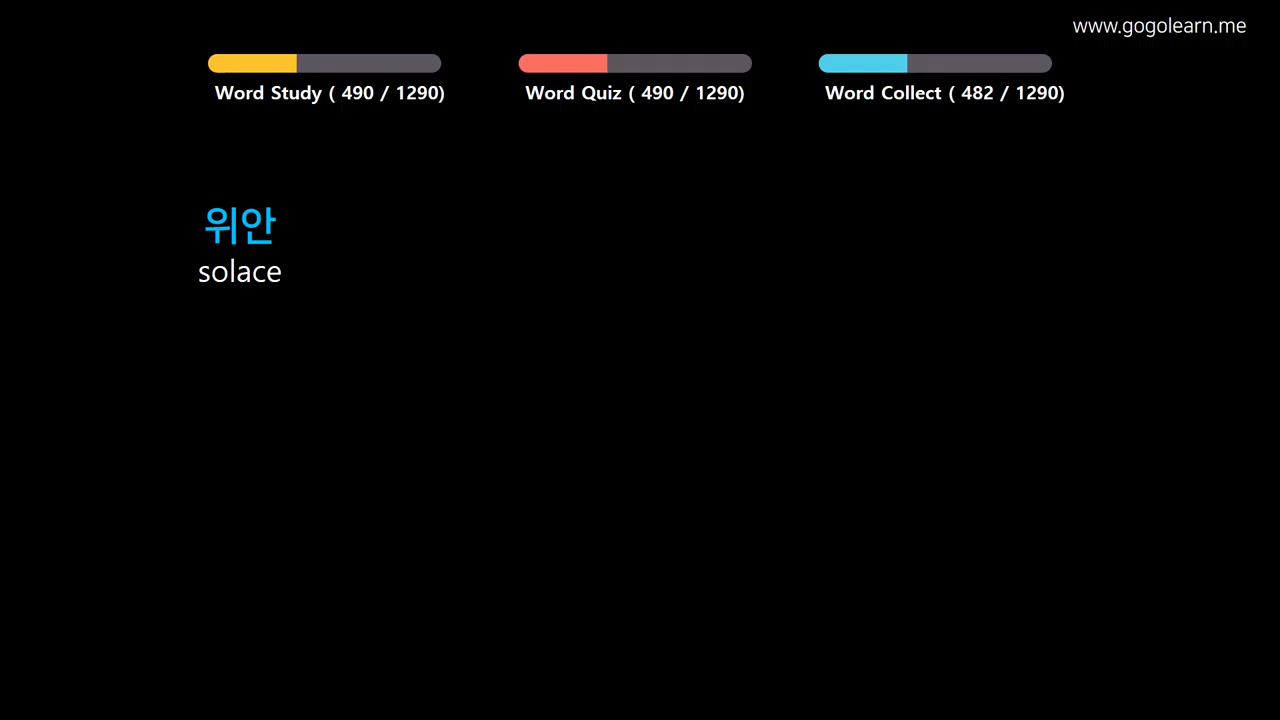 www.gogolearn.me
Word Study ( 490 / 1290)
Word Quiz ( 490 / 1290)
Word Collect ( 482 / 1290)
위안
solace